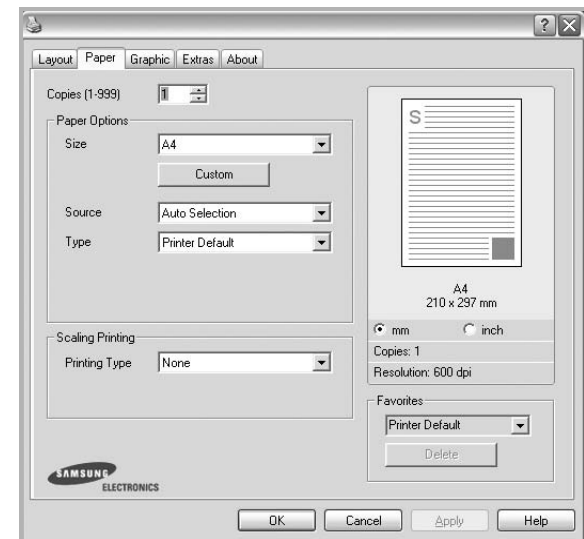 ?
Layout Paper Graphic Extras About
Copies (1-999) 1
Paper Options
Size A4
Custom
Source Auto Selection
Type Printer Default
Scaling Printing
Printing Type None
SAMSUNG
ELECTRONICS
S
A4
210 x 297 mm
mm inch
Copies: 1
Resolution: 600 dpi
Favorites
Printer Default
Delete
OK Cancel Apply Help